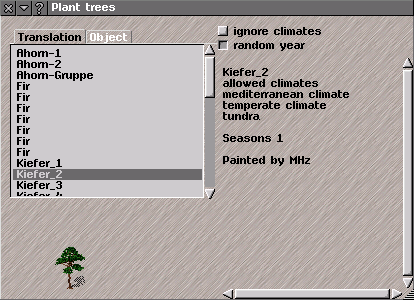 Plant trees
Translation Object
Ahorn-1
Ahorn-2
Ahorn-Gruppe
Fir
Fir
Fir
Fir
Fir
Fir
Fir
Kiefer_1
Kiefer_2
Kiefer_3
Kiefer_4
ignore climates
random year
Kiefer_2
allowed climates
mediterranean climate
temperate climate
tundra
Seasons 1
Painted by MHz